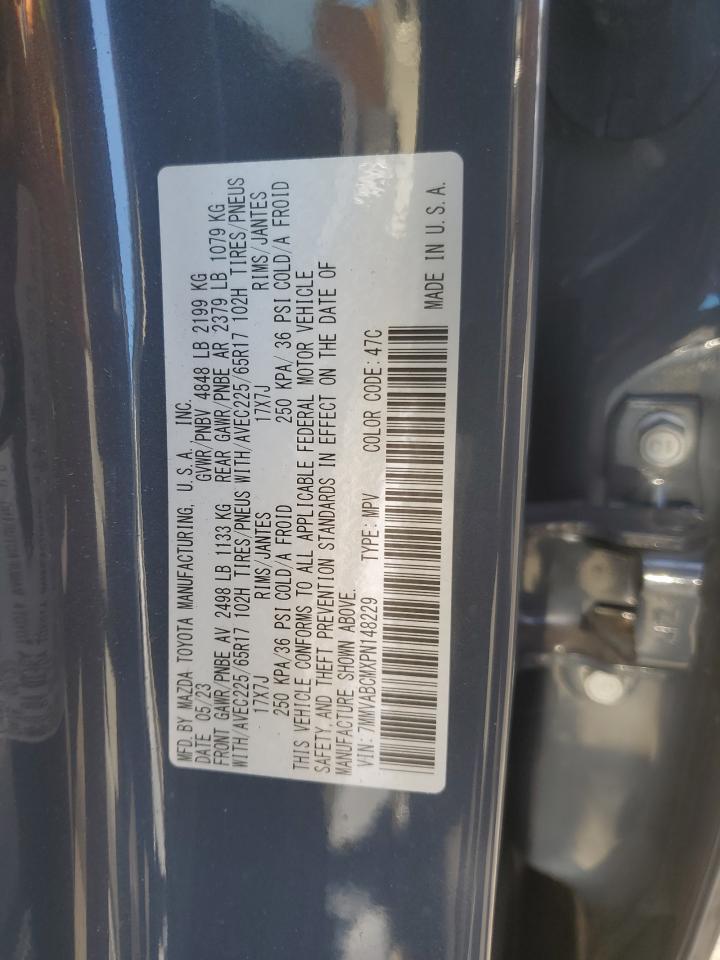 MFD. BY MAZDA TOYOTA MANUFACTURING, U.S.A. INC.
DATE 05/23 GVWR/PNBV 4848 LB 2199 KG
FRONT GAWR/PNBE AV 2498 LB 1133 KG REAR GAWR/PNBE AR 2379 LB 1079 KG
WITH/AVEC225/65R17 102H TIRES/PNEUS WITH/AVEC225/65R17 102H TIRES/PNEUS
17X7J RIMS/JANTES 17X7J RIMS/JANTES
250 KPA/36 PSI COLD/A FROID 250 KPA/ 36 PSI COLD/A FROID
THIS VEHICLE CONFORMS TO ALL APPLICABLE FEDERAL MOTOR VEHICLE
SAFETY AND THEFT PREVENTION STANDARDS IN EFFECT ON THE DATE OF
MANUFACTURE SHOWN ABOVE.
VIN: 7MMVABCMXPN148229 TYPE: MPV COLOR CODE: 47C
MADE IN U.S.A.